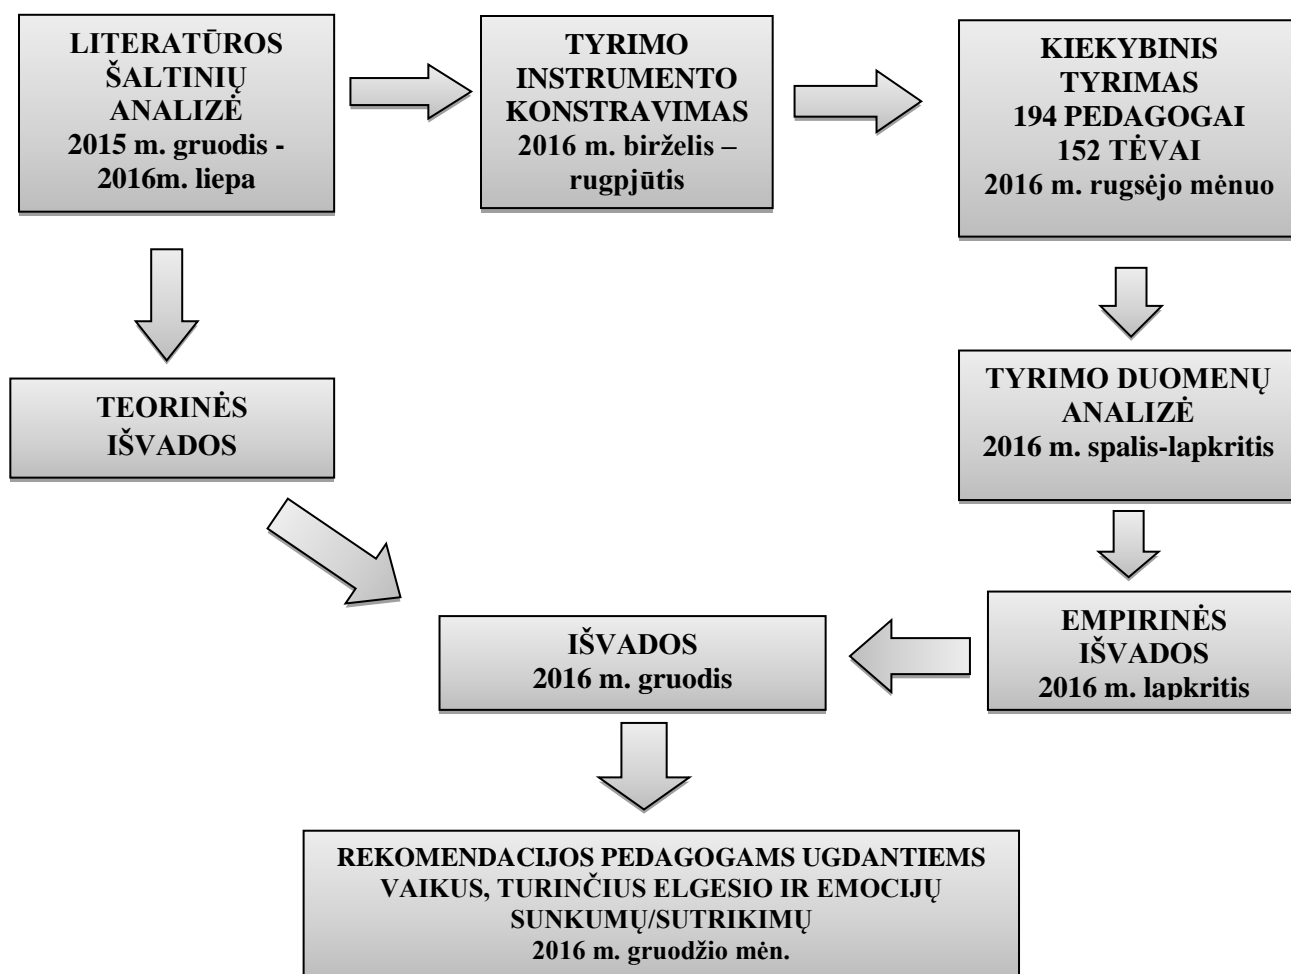 LITERATŪROS
ŠALTINIŲ
ANALIZĖ
2015 m. gruodis -
2016m. liepa
TYRIMO
INSTRUMENTO
KONSTRAVIMAS
2016 m. birželis –
rugpjūtis
KIEKYBINIS
TYRIMAS
194 PEDAGOGAI
152 TĖVAI
2016 m. rugsėjo mėnuo
TEORINĖS
IŠVADOS
TYRIMO DUOMENŲ
ANALIZĖ
2016 m. spalis-lapkritis
EMPIRINĖS
IŠVADOS
2016 m. lapkritis
IŠVADOS
2016 m. gruodis
REKOMENDACIJOS PEDAGOGAMS UGDANTIEMS
VAIKUS, TURINČIUS ELGESIO IR EMOCIJŲ
SUNKUMŲ/SUTRIKIMŲ
2016 m. gruodžio mėn.